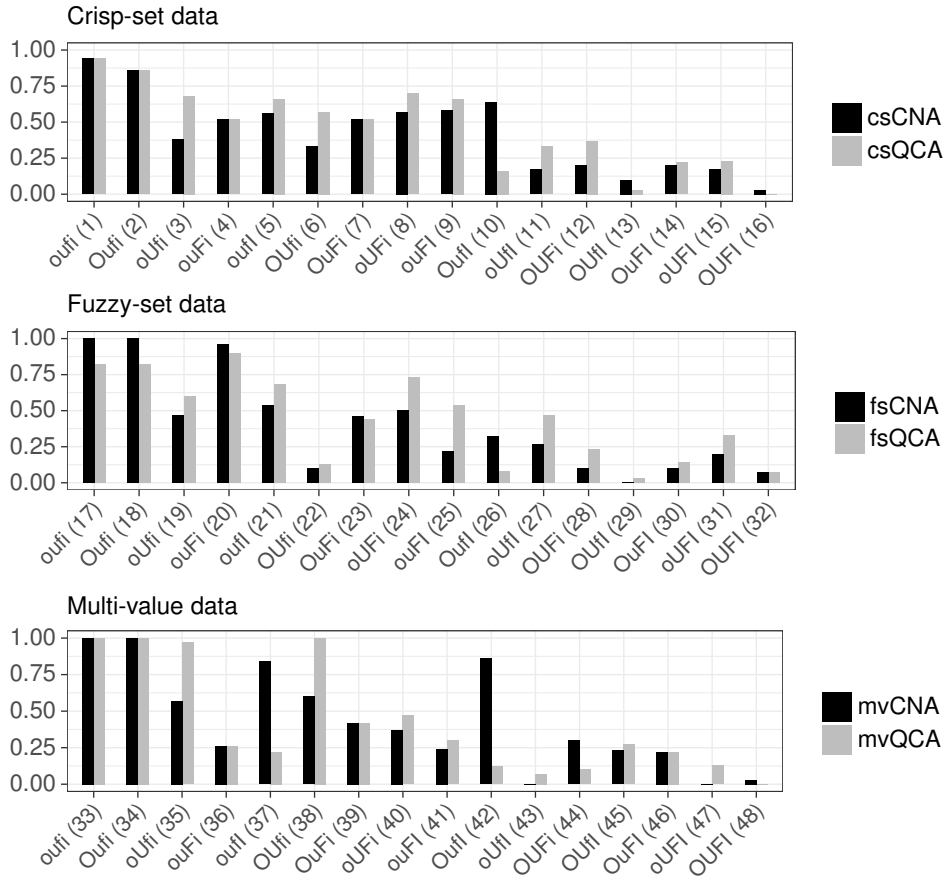 Crisp-set data
1.00
0.75
0.50
0.25
0.00
oufi (1)
Oufi (2)
oUfi (3)
ouFi (4)
oufI (5)
OUfi (6)
OuFi (7)
oUFi (8)
ouFI (9)
OufI (10)
oUfI (11)
OUFi (12)
OUfI (13)
OuFI (14)
oUFI (15)
OUFI (16)
csCNA
csQCA
Fuzzy-set data
1.00
0.75
0.50
0.25
0.00
oufi (17)
Oufi (18)
oUfi (19)
ouFi (20)
oufI (21)
OUfi (22)
OuFi (23)
oUFi (24)
ouFI (25)
OufI (26)
oUfI (27)
OUFi (28)
OUfI (29)
OuFI (30)
oUFI (31)
OUFI (32)
fsCNA
fsQCA
Multi-value data
1.00
0.75
0.50
0.25
0.00
oufi (33)
Oufi (34)
oUfi (35)
ouFi (36)
oufI (37)
OUfi (38)
OuFi (39)
oUFi (40)
ouFI (41)
OufI (42)
oUfI (43)
OUFi (44)
OUfI (45)
OuFI (46)
oUFI (47)
OUFI (48)
mvCNA
mvQCA